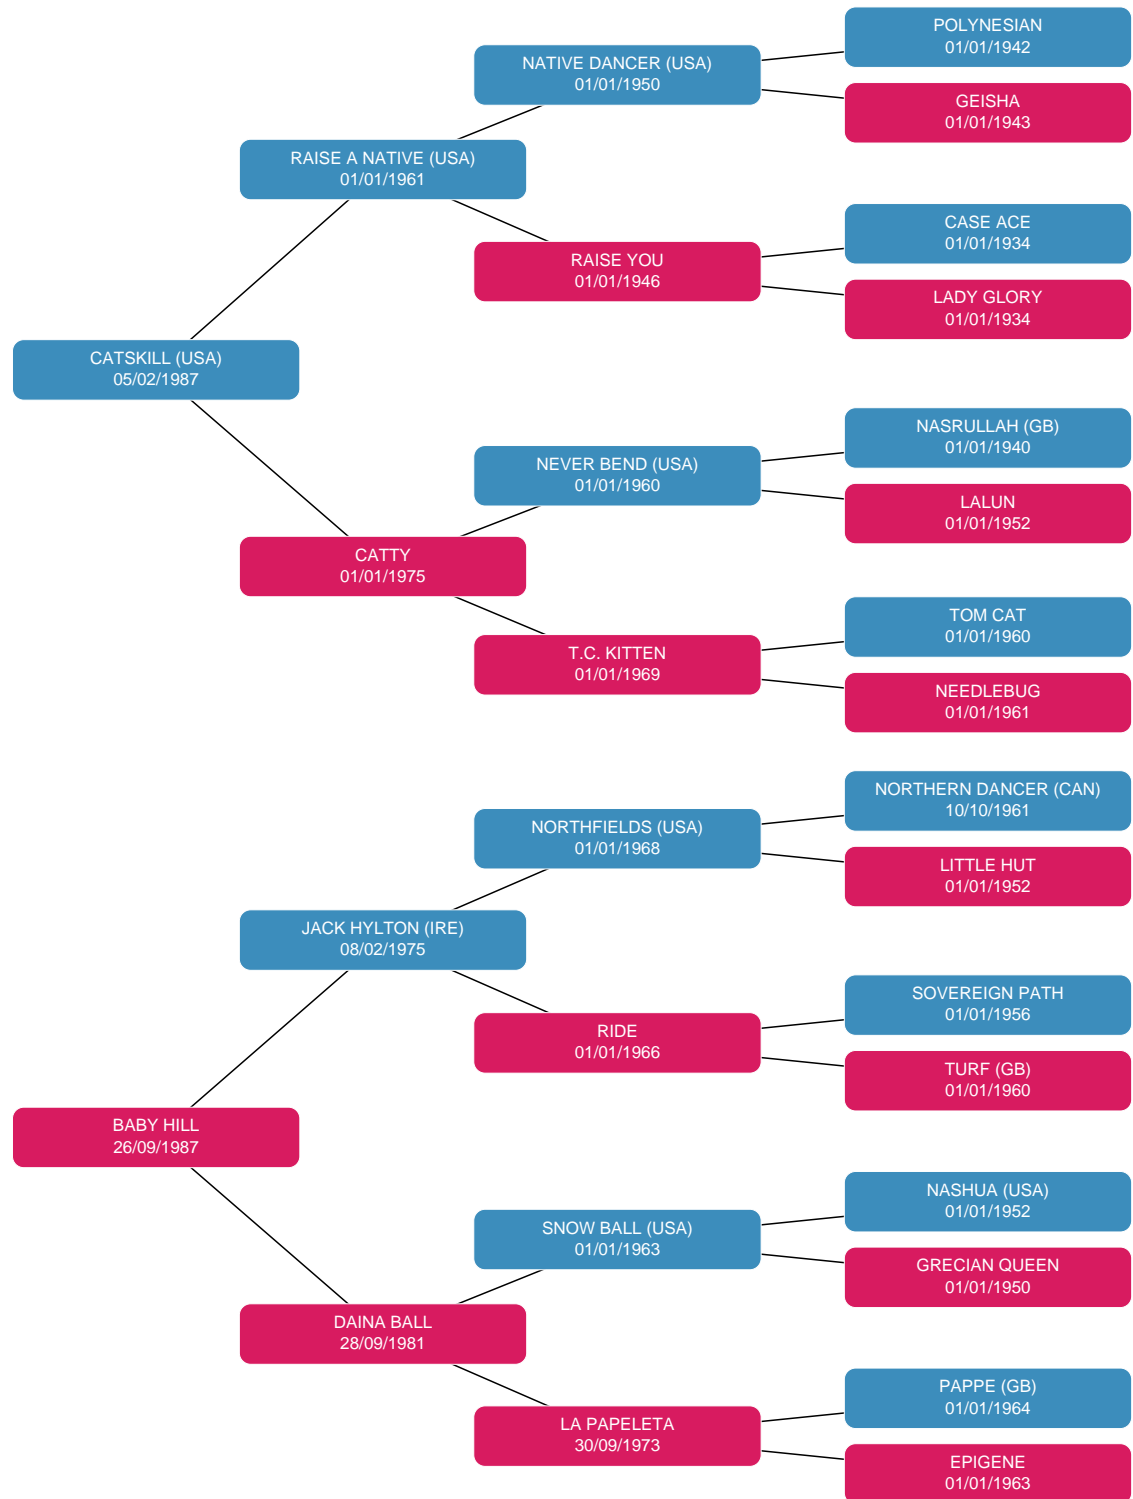 POLYNESIAN
01/01/1942
NATIVE DANCER (USA)
01/01/1950
GEISHA
01/01/1943
RAISE A NATIVE (USA)
01/01/1961
CASE ACE
01/01/1934
RAISE YOU
01/01/1946
LADY GLORY
01/01/1934
CATSKILL (USA)
05/02/1987
NASRULLAH (GB)
01/01/1940
NEVER BEND (USA)
01/01/1960
LALUN
01/01/1952
CATTY
01/01/1975
TOM CAT
01/01/1960
T.C. KITTEN
01/01/1969
NEEDLEBUG
01/01/1961
NORTHERN DANCER (CAN)
10/10/1961
NORTHFIELDS (USA)
01/01/1968
LITTLE HUT
01/01/1952
JACK HYLTON (IRE)
08/02/1975
SOVEREIGN PATH
01/01/1956
RIDE
01/01/1966
TURF (GB)
01/01/1960
BABY HILL
26/09/1987
NASHUA (USA)
01/01/1952
SNOW BALL (USA)
01/01/1963
GRECIAN QUEEN
01/01/1950
DAINA BALL
28/09/1981
PAPPE (GB)
01/01/1964
LA PAPELETA
30/09/1973
EPIGENE
01/01/1963